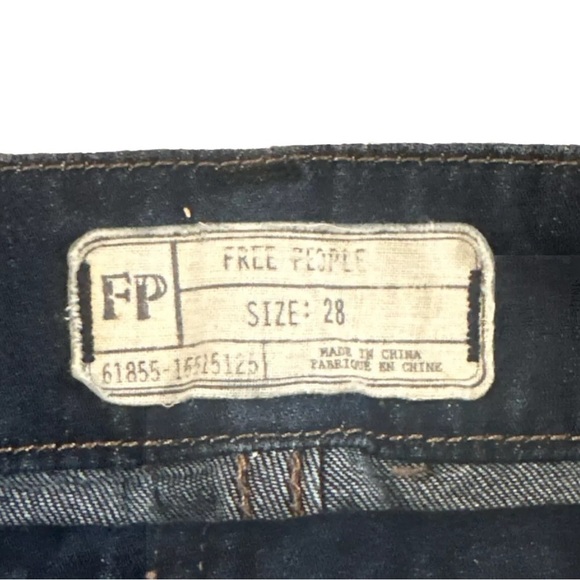 FP
FREE PEOPLE
SIZE: 28
MADE IN CHINA
FABRIQUE EN CHINE